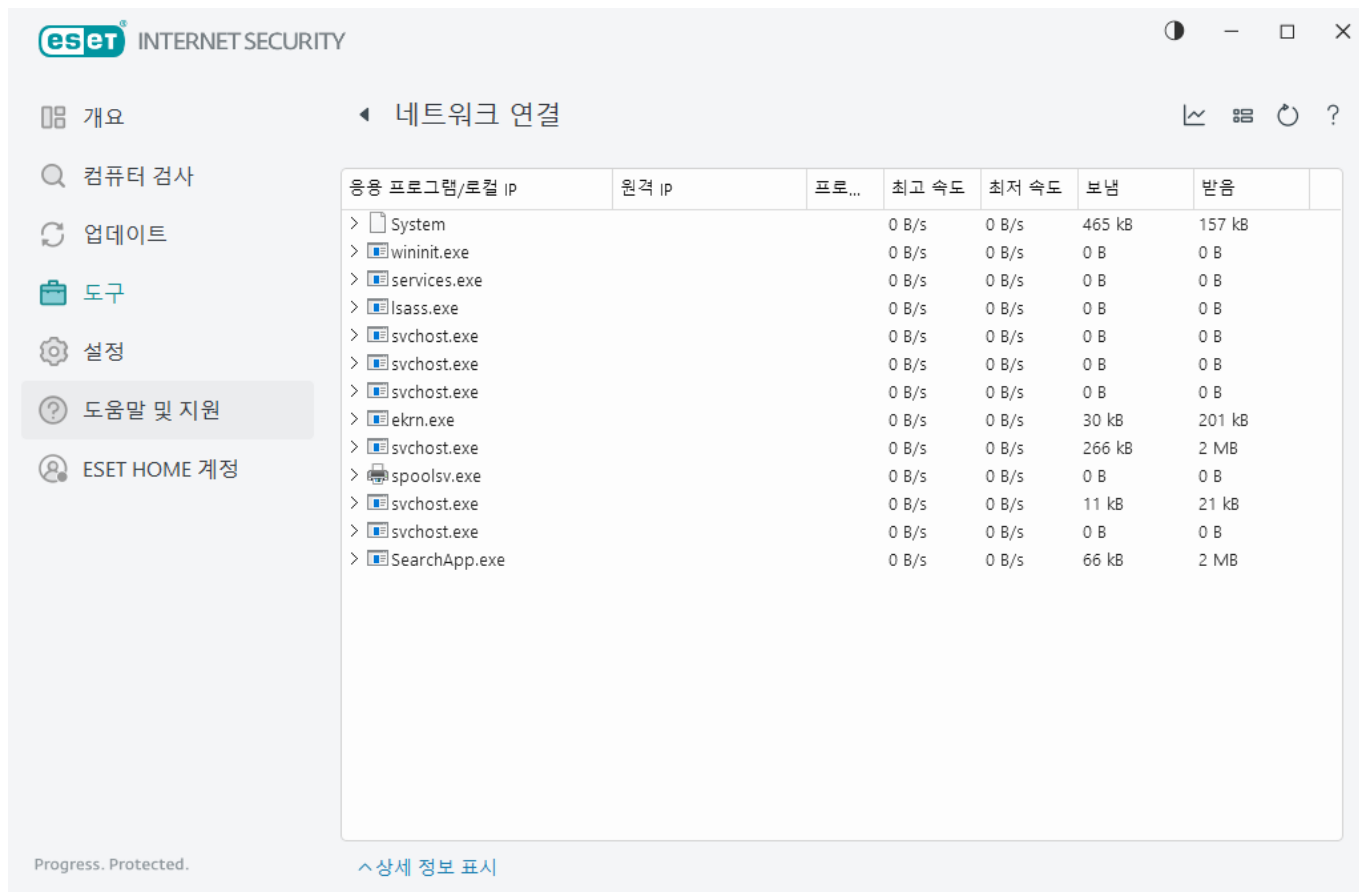 eset INTERNET SECURITY
개요
컴퓨터 검사
업데이트
도구
설정
도움말 및 지원
ESET HOME 계정
네트워크 연결
?
응용 프로그램/로컬 IP 원격 IP 프로... 최고 속도 최저 속도 보냄 받음
System 0 B/s 0 B/s 465 kB 157 kB
wininit.exe 0 B/s 0 B/s 0 B 0 B
services.exe 0 B/s 0 B/s 0 B 0 B
lsass.exe 0 B/s 0 B/s 0 B 0 B
svchost.exe 0 B/s 0 B/s 0 B 0 B
svchost.exe 0 B/s 0 B/s 0 B 0 B
svchost.exe 0 B/s 0 B/s 0 B 0 B
ekrn.exe 0 B/s 0 B/s 30 kB 201 kB
svchost.exe 0 B/s 0 B/s 266 kB 2 MB
spoolsv.exe 0 B/s 0 B/s 0 B 0 B
svchost.exe 0 B/s 0 B/s 11 kB 21 kB
svchost.exe 0 B/s 0 B/s 0 B 0 B
SearchApp.exe 0 B/s 0 B/s 66 kB 2 MB
Progress. Protected.
상세 정보 표시